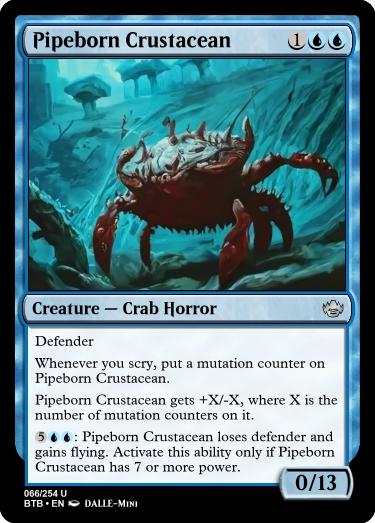 Pipeborn Crustacean 1
Creature — Crab Horror
Defender
Whenever you scry, put a mutation counter on
Pipeborn Crustacean.
Pipeborn Crustacean gets +X/-X, where X is the
number of mutation counters on it.
5: Pipeborn Crustacean loses defender and
gains flying. Activate this ability only if Pipeborn
Crustacean has 7 or more power.
0/13
066/254 U
BTB • EN DALLE-Mini